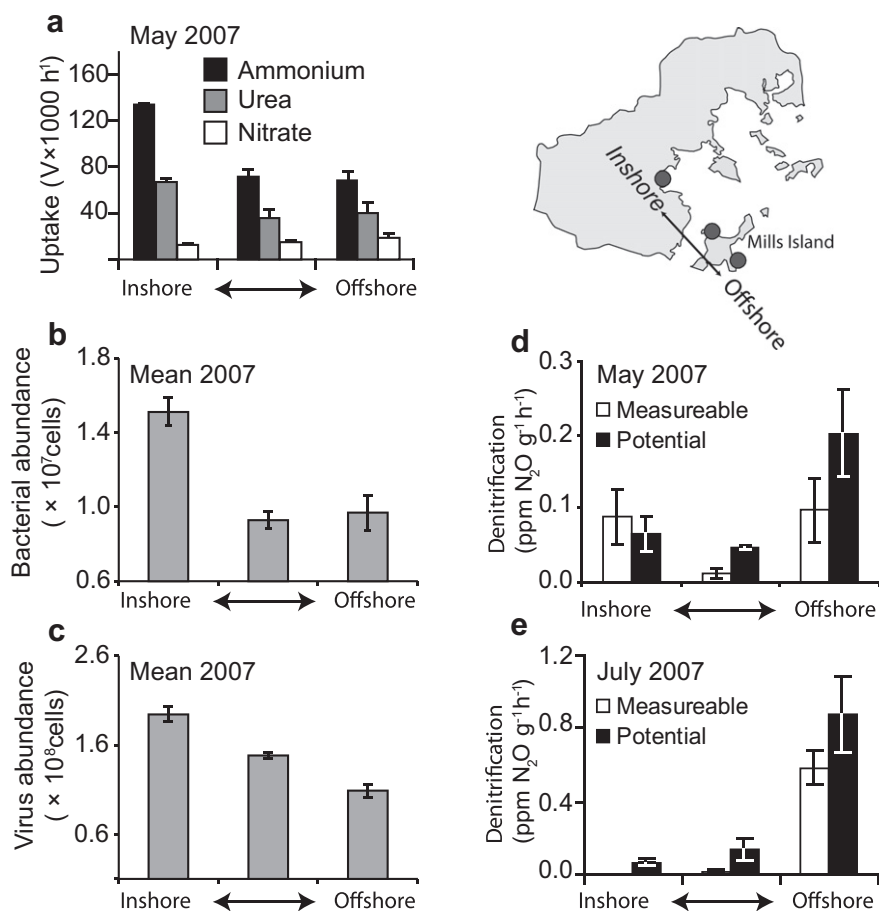 a
May 2007
Uptake (V×1000 h¹)
160
120
80
40
Ammonium
Urea
Nitrate
Inshore
Offshore
Inshore
Mills Island
Offshore
b
Mean 2007
Bacterial abundance
( × 10⁷cells)
1.8
1.4
1.0
0.6
Inshore
Offshore
c
Mean 2007
Virus abundance
( × 10⁸cells)
2.6
1.6
0.6
Inshore
Offshore
d
May 2007
Measureable
Potential
Denitrification
(ppm N₂O g⁻¹h⁻¹)
0.3
0.2
0.1
0.0
Inshore
Offshore
e
July 2007
Measureable
Potential
Denitrification
(ppm N₂O g⁻¹h⁻¹)
1.2
0.8
0.4
0.0
Inshore
Offshore